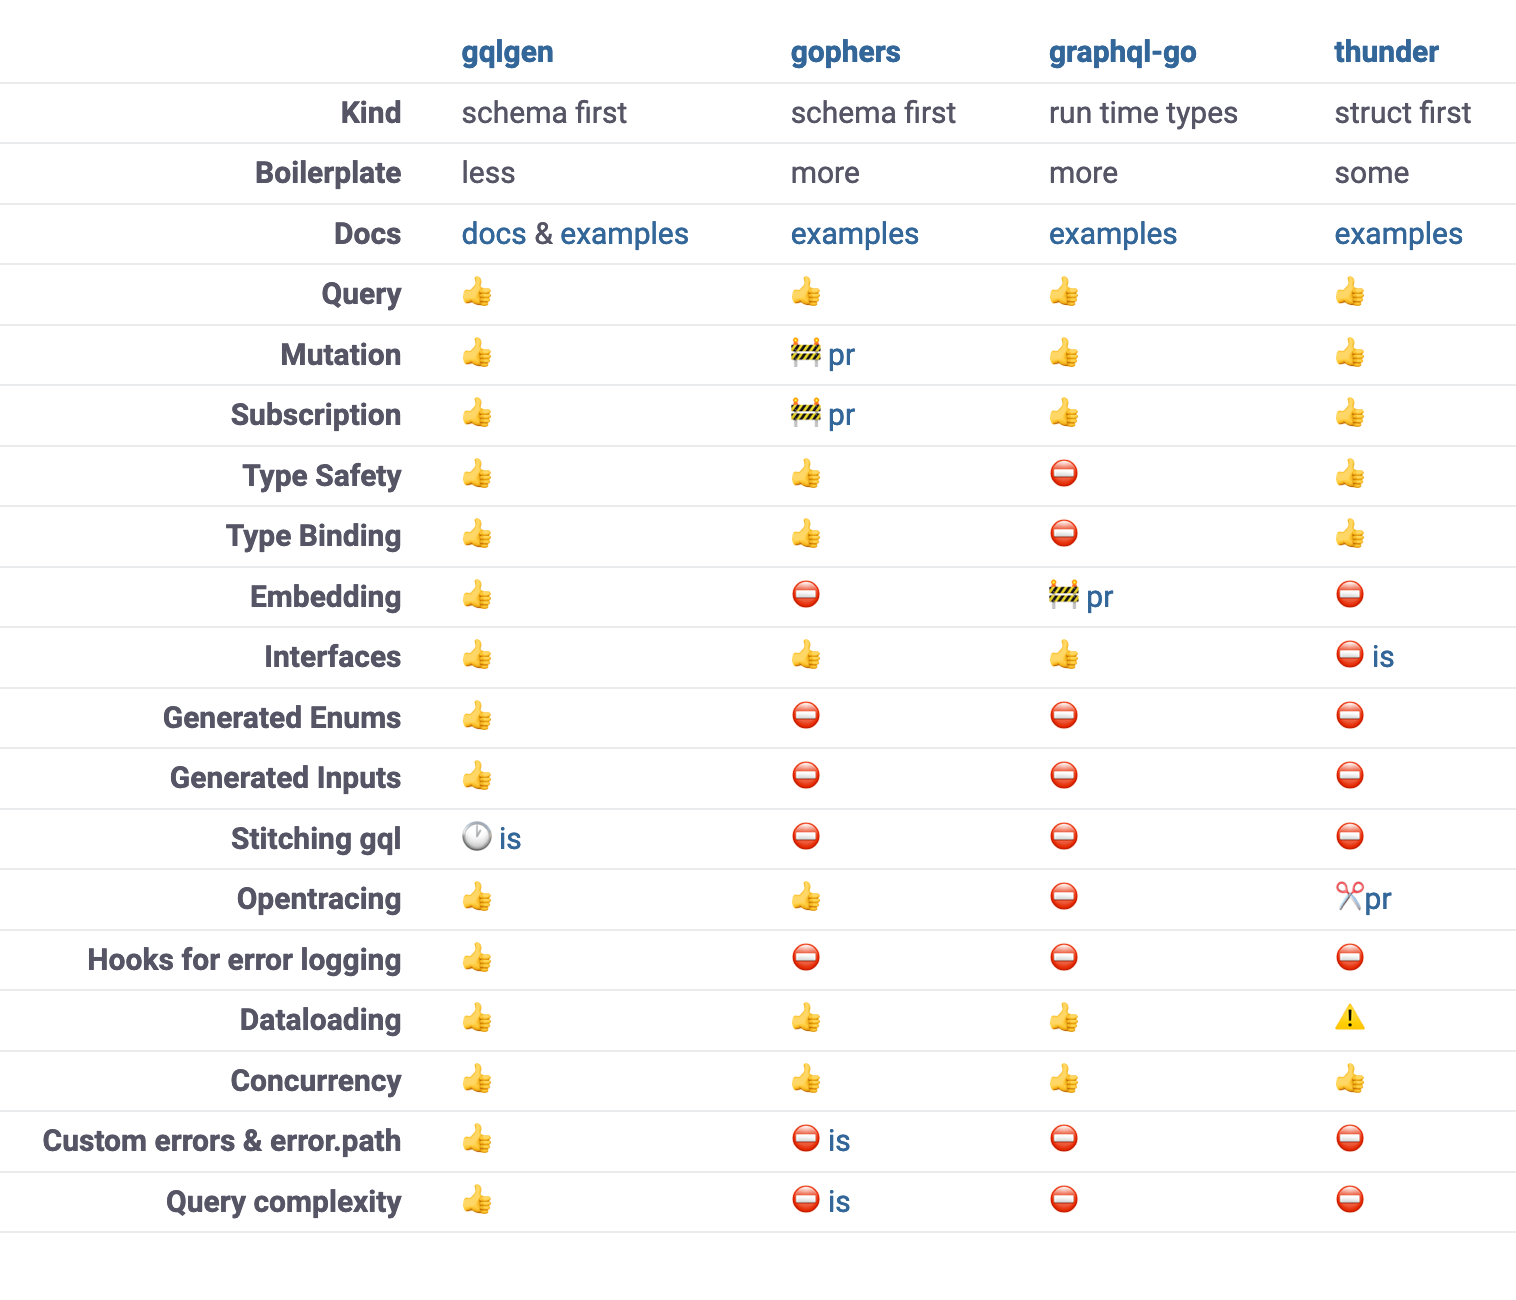 gqlgen gophers graphql-go thunder
Kind schema first schema first run time types struct first
Boilerplate less more more some
Docs docs & examples examples examples examples
Query 👍 👍 👍 👍
Mutation 👍 🚧 pr 👍 👍
Subscription 👍 🚧 pr 👍 👍
Type Safety 👍 👍 ⛔️ 👍
Type Binding 👍 👍 ⛔️ 👍
Embedding 👍 ⛔️ 🚧 pr ⛔️
Interfaces 👍 👍 👍 ⛔️ is
Generated Enums 👍 ⛔️ ⛔️ ⛔️
Generated Inputs 👍 ⛔️ ⛔️ ⛔️
Stitching gql 🕐 is ⛔️ ⛔️ ⛔️
Opentracing 👍 👍 ⛔️ ✂️pr
Hooks for error logging 👍 ⛔️ ⛔️ ⛔️
Dataloading 👍 👍 👍 ⚠️
Concurrency 👍 👍 👍 👍
Custom errors & error.path 👍 ⛔️ is ⛔️ ⛔️
Query complexity 👍 ⛔️ is ⛔️ ⛔️